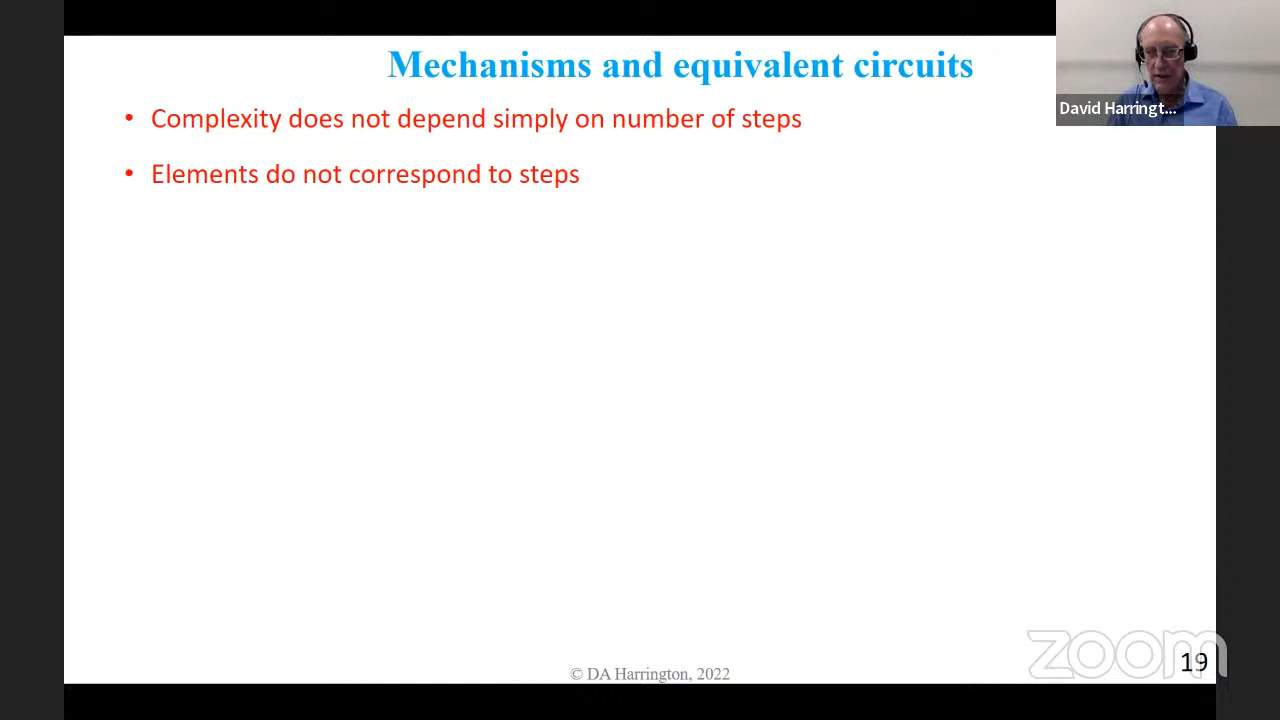 Mechanisms and equivalent circuits
David Harringt...
• Complexity does not depend simply on number of steps
• Elements do not correspond to steps
zoom
19
© DA Harrington, 2022